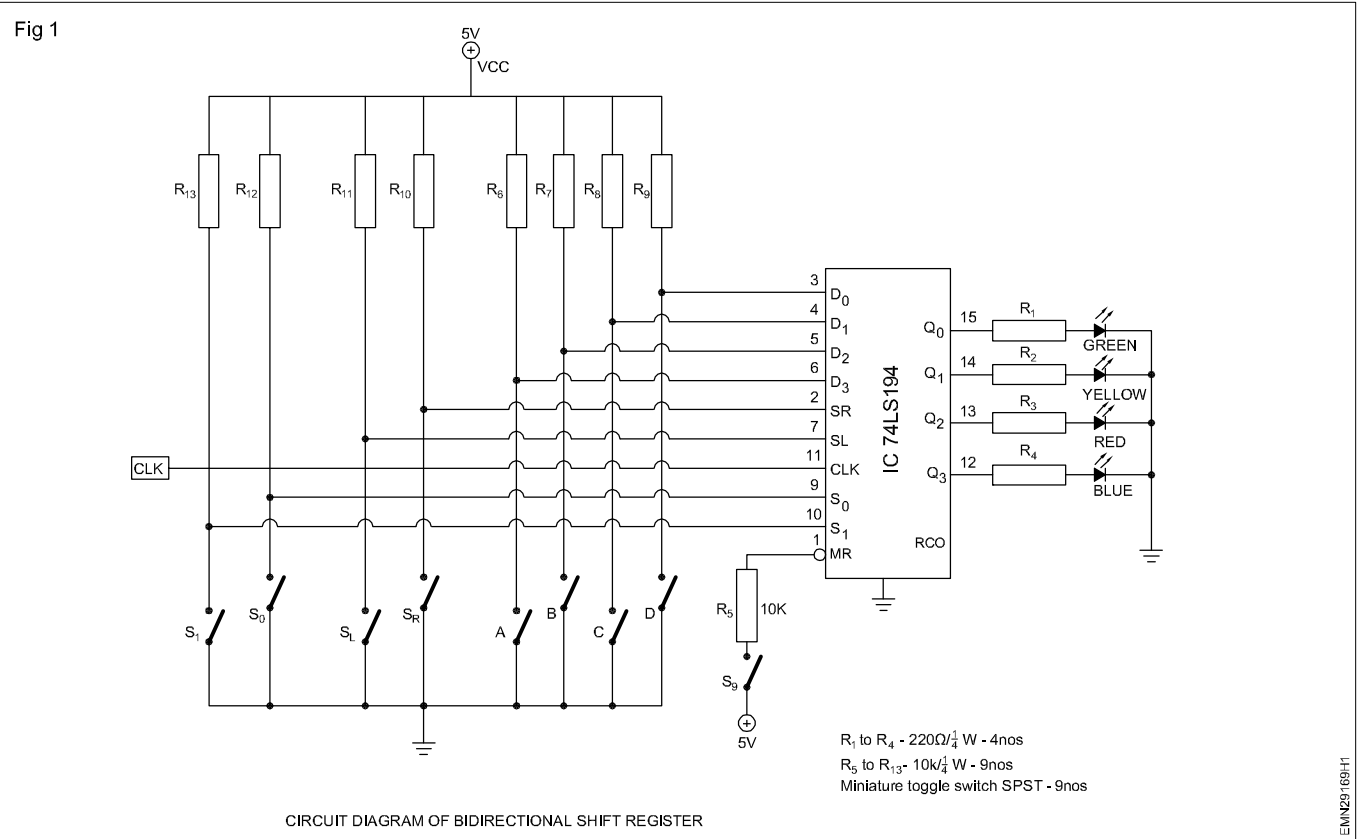 Fig 1
5V
VCC
R13
R12
R11
R10
R6
R7
R8
R9
3
D0
4
D1
5
D2
6
D3
2
SR
7
SL
11
CLK
9
S0
10
S1
1
MR
IC 74LS194
Q0
15
R1
GREEN
Q1
14
R2
YELLOW
Q2
13
R3
RED
Q3
12
R4
BLUE
RCO
CLK
S1
S0
SL
SR
A
B
C
D
R5
10K
S9
5V
R1 to R4 - 220Ω/¼ W - 4nos
R5 to R13- 10k/¼ W - 9nos
Miniature toggle switch SPST - 9nos
CIRCUIT DIAGRAM OF BIDIRECTIONAL SHIFT REGISTER
EMN29169H1